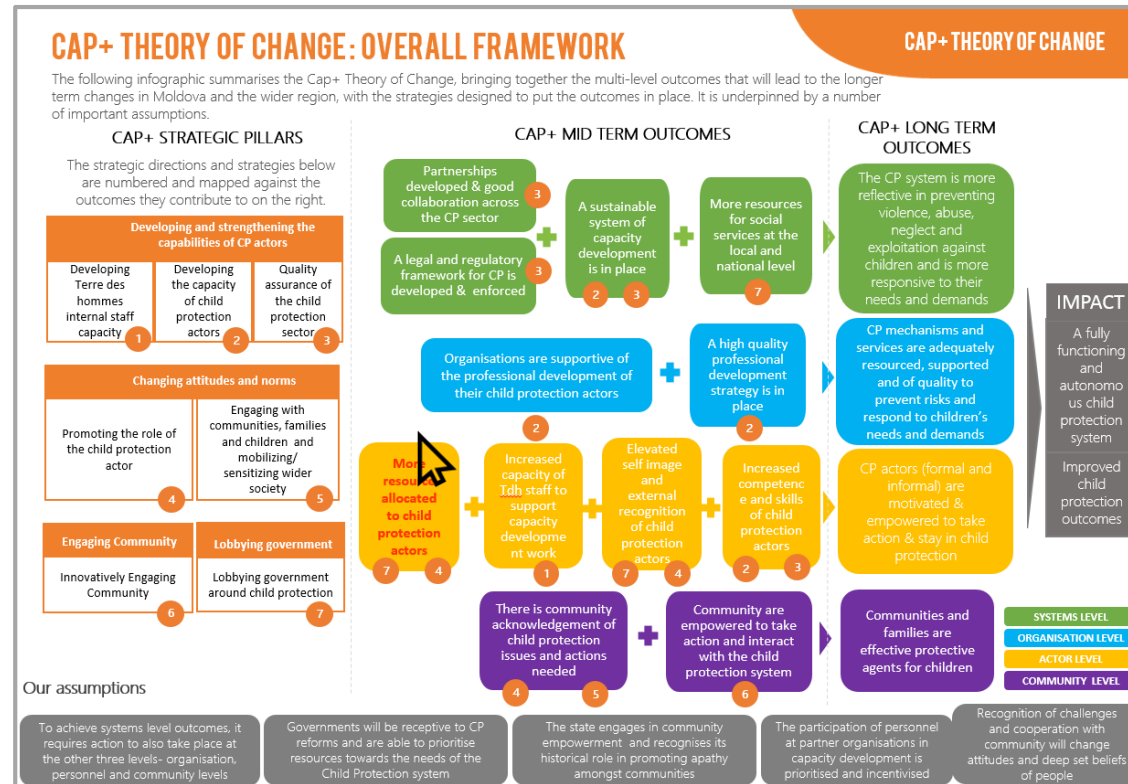 CAP+ THEORY OF CHANGE: OVERALL FRAMEWORK
CAP+ THEORY OF CHANGE
The following infographic summarises the Cap+ Theory of Change, bringing together the multi-level outcomes that will lead to the longer
term changes in Moldova and the wider region, with the strategies designed to put the outcomes in place. It is underpinned by a number
of important assumptions.
CAP+ STRATEGIC PILLARS
The strategic directions and strategies below
are numbered and mapped against the
outcomes they contribute to on the right.
Developing and strengthening the
capabilities of CP actors
Developing
Terre des
hommes
internal staff
capacity
1
Developing
the capacity
of child
protection
actors
2
Quality
assurance of
the child
protection
sector
3
Changing attitudes and norms
Promoting the role of
the child protection
actor
4
Engaging with
communities, families
and children and
mobilizing/
sensitizing wider
society
5
Engaging Community
Innovatively Engaging
Community
6
Lobbying government
Lobbying government
around child protection
7
CAP+ MID TERM OUTCOMES
Partnerships
developed & good
collaboration across
the CP sector
3
A legal and regulatory
framework for CP is
developed & enforced
3
A sustainable
system of
capacity
development
is in place
2 3
More resources
for social
services at the
local and
national level
7
Organisations are supportive of
the professional development of
their child protection actors
2
A high quality
professional
development
strategy is in
place
2
More
allocated
to child
protection
actors
7 4
Increased
capacity of
Tdh staff to
support
capacity
developme
nt work
1
Elevated
self image
and
external
recognition
of child
protection
actors
7 4
Increased
competenc
e and skills
of child
protection
actors
2 3
There is community
acknowledgement of
child protection
issues and actions
needed
4 5
Community are
empowered to take
action and interact
with the child
protection system
6
CAP+ LONG TERM
OUTCOMES
The CP system is more
reflective in preventing
violence, abuse,
neglect and
exploitation against
children and is more
responsive to their
needs and demands
CP mechanisms and
services are adequately
resourced, supported
and of quality to
prevent risks and
respond to children's
needs and demands
CP actors (formal and
informal) are
motivated &
empowered to take
action & stay in child
protection
Communities and
families are
effective protective
agents for children
IMPACT
A fully
functioning
and
autonomo
us child
protection
system
Improved
child
protection
outcomes
SYSTEMS LEVEL
ORGANISATION LEVEL
ACTOR LEVEL
COMMUNITY LEVEL
Our assumptions
To achieve systems level outcomes, it
requires action to also take place at
the other three levels- organisation,
personnel and community levels
Governments will be receptive to CP
reforms and are able to prioritise
resources towards the needs of the
Child Protection system
The state engages in community
empowerment and recognises its
historical role in promoting apathy
amongst communities
The participation of personnel
at partner organisations in
capacity development is
prioritised and incentivised
Recognition of challenges
and cooperation with
community will change
attitudes and deep set beliefs
of people